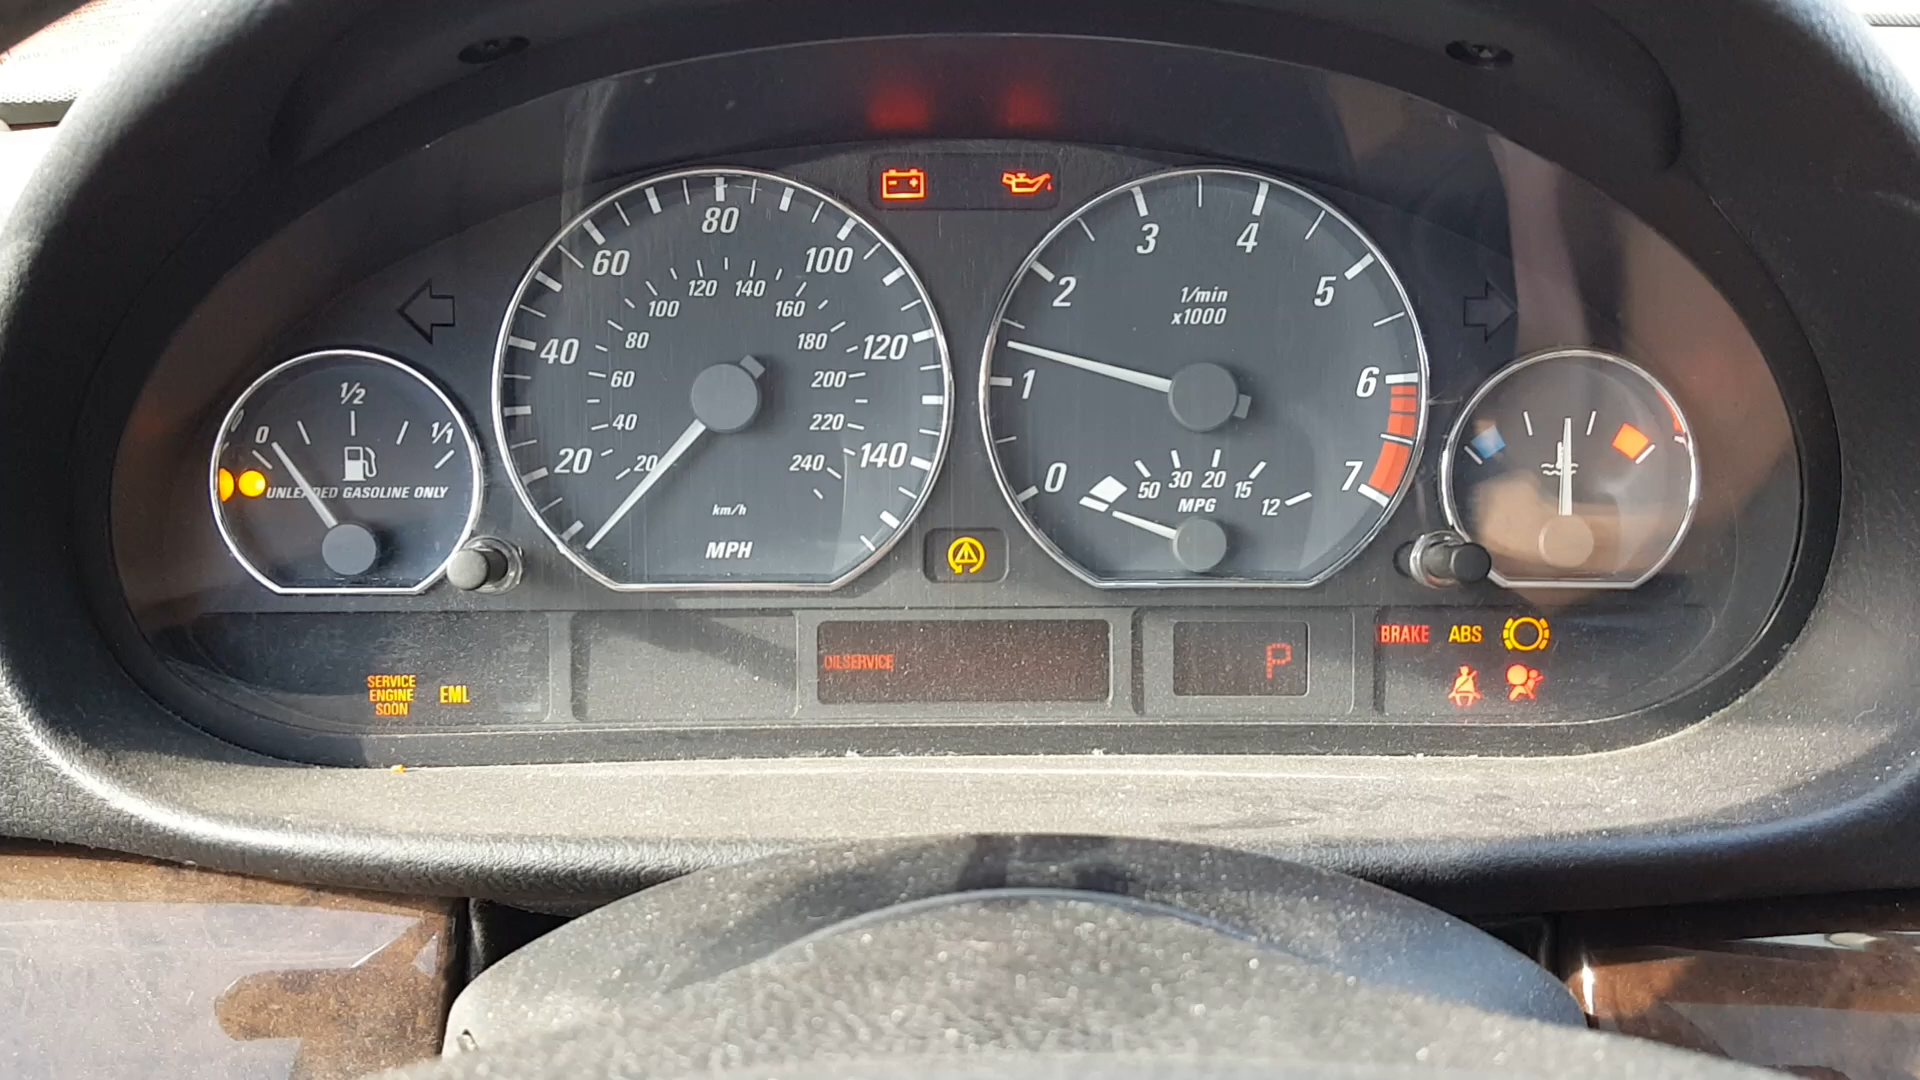 0
1/2
1/1
UNLEADED GASOLINE ONLY
20
40
60
80
100
120
140
20
40
60
80
100
120
140
160
180
200
220
240
km/h
MPH
0
1
2
3
4
5
6
7
1/min
x1000
50
30
20
15
12
MPG
SERVICE
ENGINE
SOON
EML
OILSERVICE
P
BRAKE
ABS